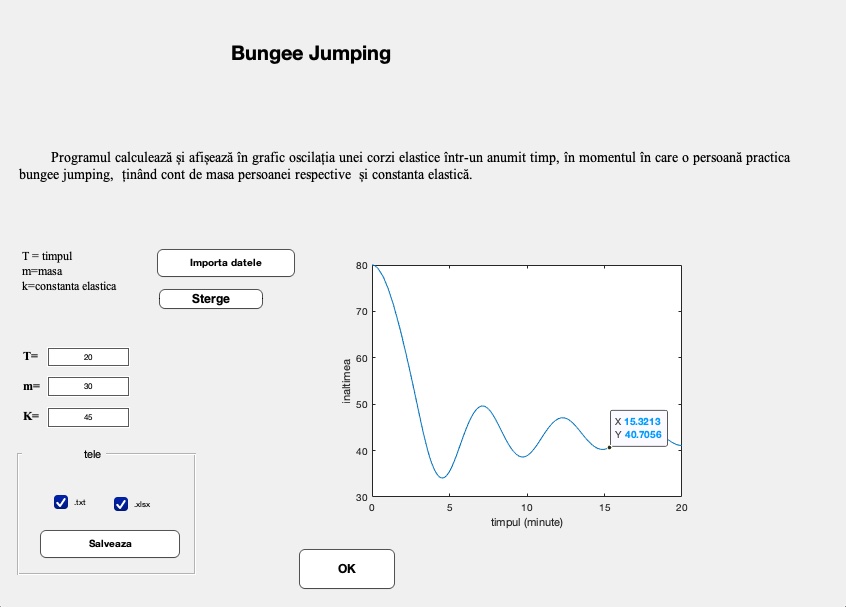 Bungee Jumping
Programul calculează și afișează în grafic oscilația unei corzi elastice într-un anumit timp, în momentul în care o persoană practica
bungee jumping, ținând cont de masa persoanei respective și constanta elastică.
T = timpul
m=masa
k=constanta elastica
Importa datele
Sterge
T= 20
m= 30
K= 45
tele
.txt .xlsx
Salveaza
OK
80
70
60
50
40
30
inaltimea
X 15.3213
Y 40.7056
0 5 10 15 20
timpul (minute)